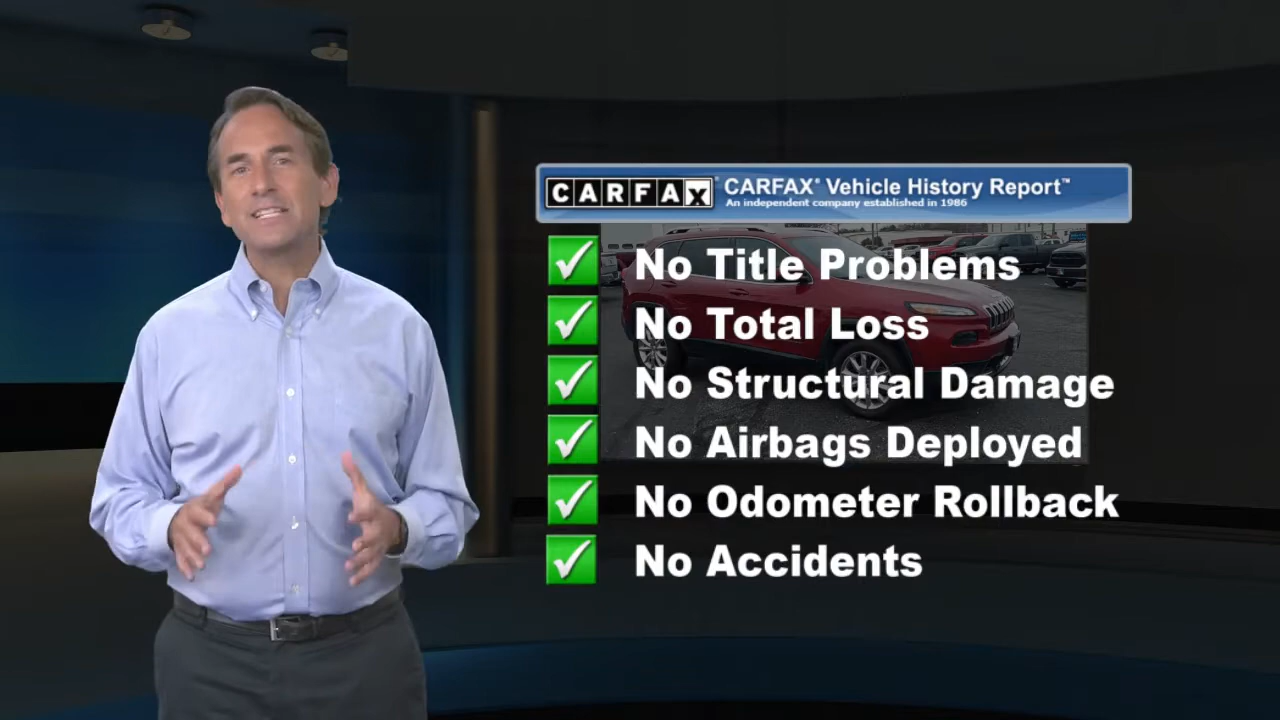 CARFAX® CARFAX® Vehicle History Report™
An independent company established in 1986
No Title Problems
No Total Loss
No Structural Damage
No Airbags Deployed
No Odometer Rollback
No Accidents